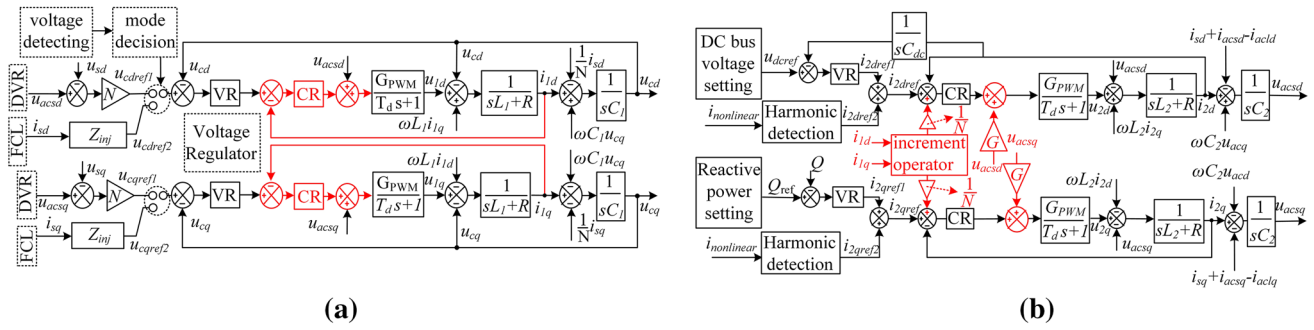 voltage detecting
mode decision
DVR
u_acsd
u_sd
N
u_cdref1
u_cd
VR
CR
u_acsd
G_PWM
T_d s+1
u_1d
u_cd
ωL_1i_1q
1
sL_1+R
i_1d
1/N i_sd
1
sC_1
u_cd
ωC_1u_cq
FCL
i_sd
Z_inj
u_cdref2
Voltage Regulator
DVR
u_acsq
u_sq
N
u_cqref1
VR
CR
u_acsq
G_PWM
T_d s+1
u_1q
ωL_1i_1d
u_cq
1
sL_1+R
i_1q
ωC_1u_cq
1/N i_sq
1
sC_1
u_cq
FCL
i_sq
Z_inj
u_cqref2
u_cq
(a)
DC bus voltage setting
u_dcref
1
sC_dc
VR
i_2dref1
i_2dref
CR
G_PWM
T_d s+1
u_2d
u_acsd
ωL_2i_2q
1
sL_2+R
i_2d
i_sd+i_acsd-i_acld
1
sC_2
u_acsd
ωC_2u_acq
i_nonlinear
Harmonic detection
i_2dref2
i_1d
i_1q
increment operator
1/N
1/N
G
u_acsq
u_acsd
G
Reactive power setting
Q_ref
Q
VR
i_2qref1
i_2qref
CR
G_PWM
T_d s+1
u_2q
ωL_2i_2d
u_acsq
1
sL_2+R
i_2q
ωC_2u_acd
1
sC_2
u_acsq
i_sq+i_acsq-i_aclq
i_nonlinear
Harmonic detection
i_2qref2
(b)